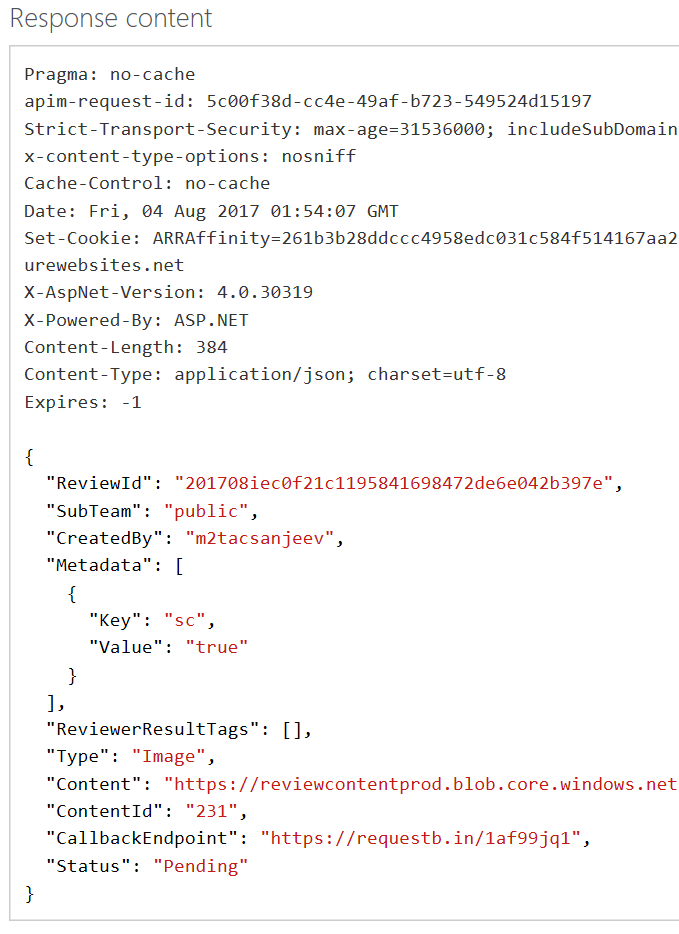 Response content
Pragma: no-cache
apim-request-id: 5c00f38d-cc4e-49af-b723-549524d15197
Strict-Transport-Security: max-age=31536000; includeSubDomain
x-content-type-options: nosniff
Cache-Control: no-cache
Date: Fri, 04 Aug 2017 01:54:07 GMT
Set-Cookie: ARRAffinity=261b3b28ddccc4958edc031c584f514167aa2
urewebsites.net
X-AspNet-Version: 4.0.30319
X-Powered-By: ASP.NET
Content-Length: 384
Content-Type: application/json; charset=utf-8
Expires: -1
{
  "ReviewId": "201708iec0f21c1195841698472de6e042b397e",
  "SubTeam": "public",
  "CreatedBy": "m2tacsanjeev",
  "Metadata": [
    {
      "Key": "sc",
      "Value": "true"
    }
  ],
  "ReviewerResultTags": [],
  "Type": "Image",
  "Content": "https://reviewcontentprod.blob.core.windows.net
  "ContentId": "231",
  "CallbackEndpoint": "https://requestb.in/1af99jq1",
  "Status": "Pending"
}